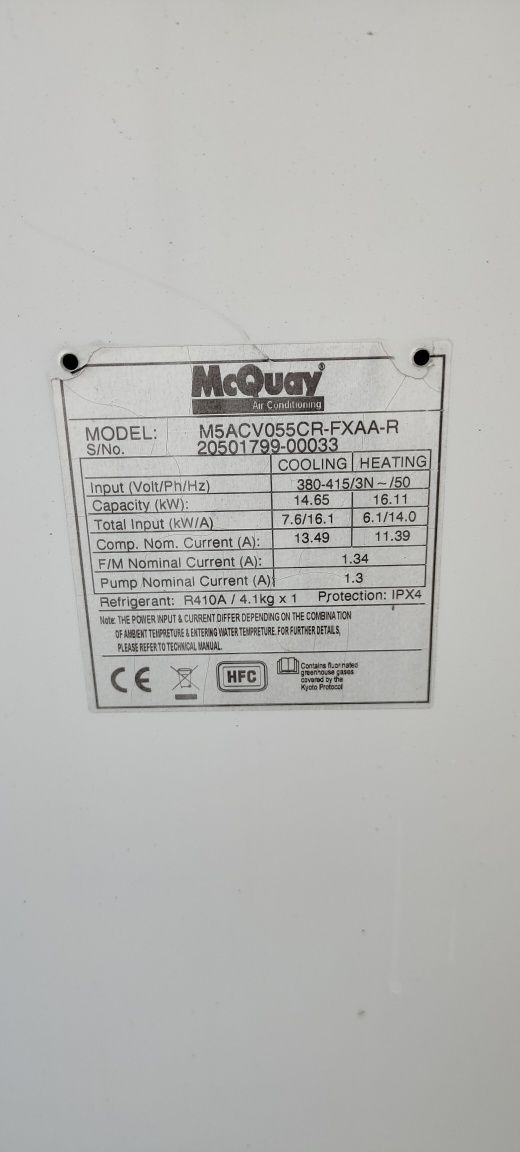 McQuay®
Air Conditioning
MODEL: M5ACV055CR-FXAA-R
S/No. 20501799-00033
COOLING HEATING
Input (Volt/Ph/Hz) 380-415/3N ~ /50
Capacity (kW): 14.65 16.11
Total Input (kW/A) 7.6/16.1 6.1/14.0
Comp. Nom. Current (A): 13.49 11.39
F/M Nominal Current (A): 1.34
Pump Nominal Current (A): 1.3
Refrigerant: R410A / 4.1kg x 1 Protection: IPX4
Note: THE POWER INPUT & CURRENT DIFFER DEPENDING ON THE COMBINATION
OF AMBIENT TEMPRETURE & ENTERING WATER TEMPRETURE. FOR FURTHER DETAILS,
PLEASE REFER TO TECHNICAL MANUAL.
CE HFC
Contains fluorinated
greenhouse gases
covered by the
Kyoto Protocol